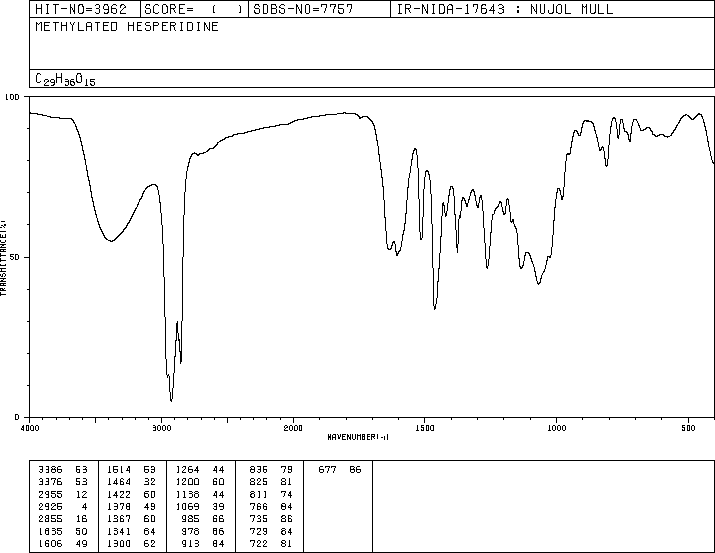 HIT-NO=3962 SCORE= ( ) SDBS-NO=7757 IR-NIDA-17643 : NUJOL MULL
METHYLATED HESPERIDINE
C29H36O15
100
50
0
TRANSMITTANCE(%)
4000 3000 2000 1500 1000 500
WAVENUMBER(-1)
3386 53 1514 53 1264 44 836 79 677 86
3376 53 1464 32 1200 60 825 81
2955 12 1422 60 1138 44 811 74
2925 4 1378 49 1069 39 766 84
2855 16 1367 60 985 66 735 86
1635 50 1341 64 978 66 729 84
1606 49 1300 62 913 84 722 81